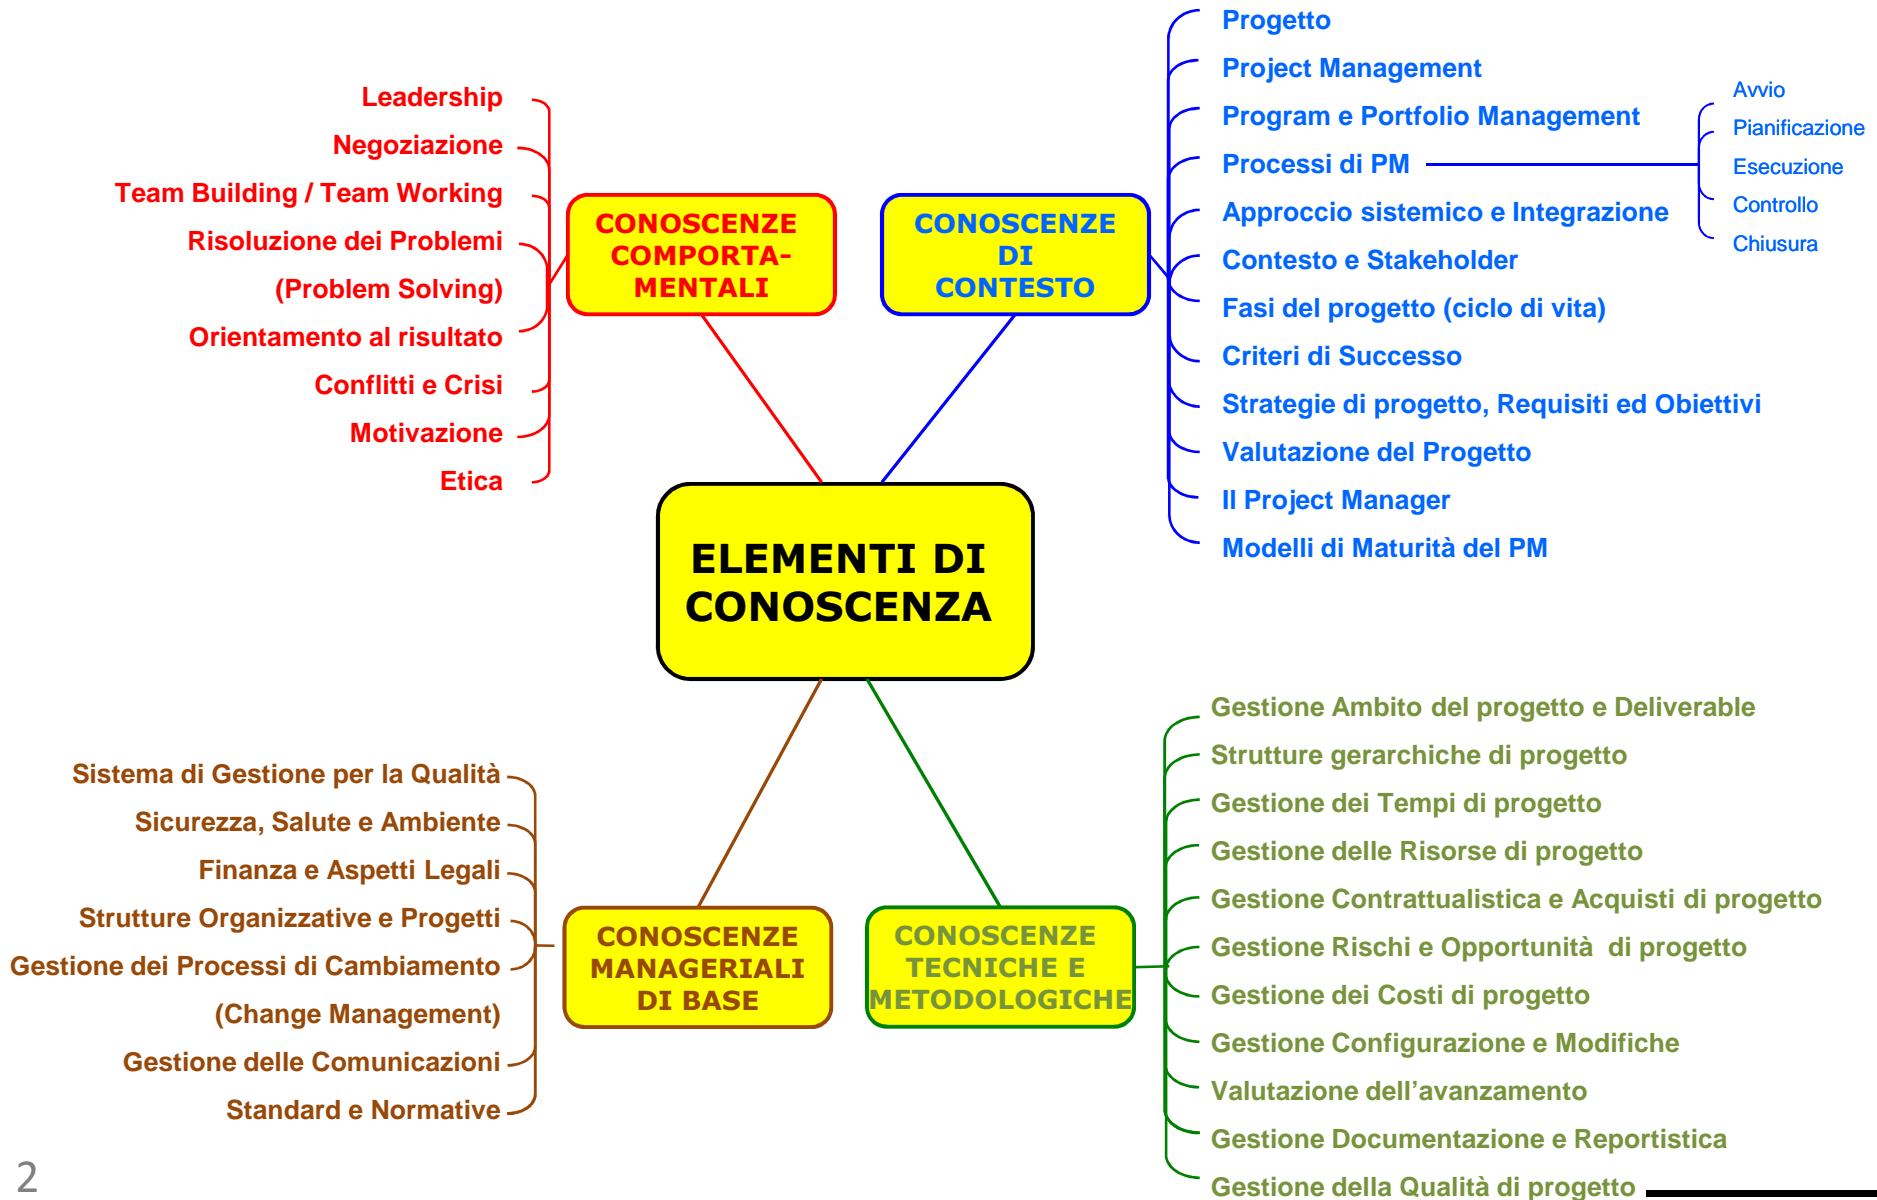 Leadership
Negoziazione
Team Building / Team Working
Risoluzione dei Problemi
(Problem Solving)
Orientamento al risultato
Conflitti e Crisi
Motivazione
Etica
CONOSCENZE
COMPORTA-
MENTALI
CONOSCENZE
DI
CONTESTO
Progetto
Project Management
Program e Portfolio Management
Processi di PM
Approccio sistemico e Integrazione
Contesto e Stakeholder
Fasi del progetto (ciclo di vita)
Criteri di Successo
Strategie di progetto, Requisiti ed Obiettivi
Valutazione del Progetto
Il Project Manager
Modelli di Maturità del PM
Avvio
Pianificazione
Esecuzione
Controllo
Chiusura
ELEMENTI DI
CONOSCENZA
Sistema di Gestione per la Qualità
Sicurezza, Salute e Ambiente
Finanza e Aspetti Legali
Strutture Organizzative e Progetti
Gestione dei Processi di Cambiamento
(Change Management)
Gestione delle Comunicazioni
Standard e Normative
CONOSCENZE
MANAGERIALI
DI BASE
CONOSCENZE
TECNICHE E
METODOLOGICHE
Gestione Ambito del progetto e Deliverable
Strutture gerarchiche di progetto
Gestione dei Tempi di progetto
Gestione delle Risorse di progetto
Gestione Contrattualistica e Acquisti di progetto
Gestione Rischi e Opportunità di progetto
Gestione dei Costi di progetto
Gestione Configurazione e Modifiche
Valutazione dell’avanzamento
Gestione Documentazione e Reportistica
Gestione della Qualità di progetto
2